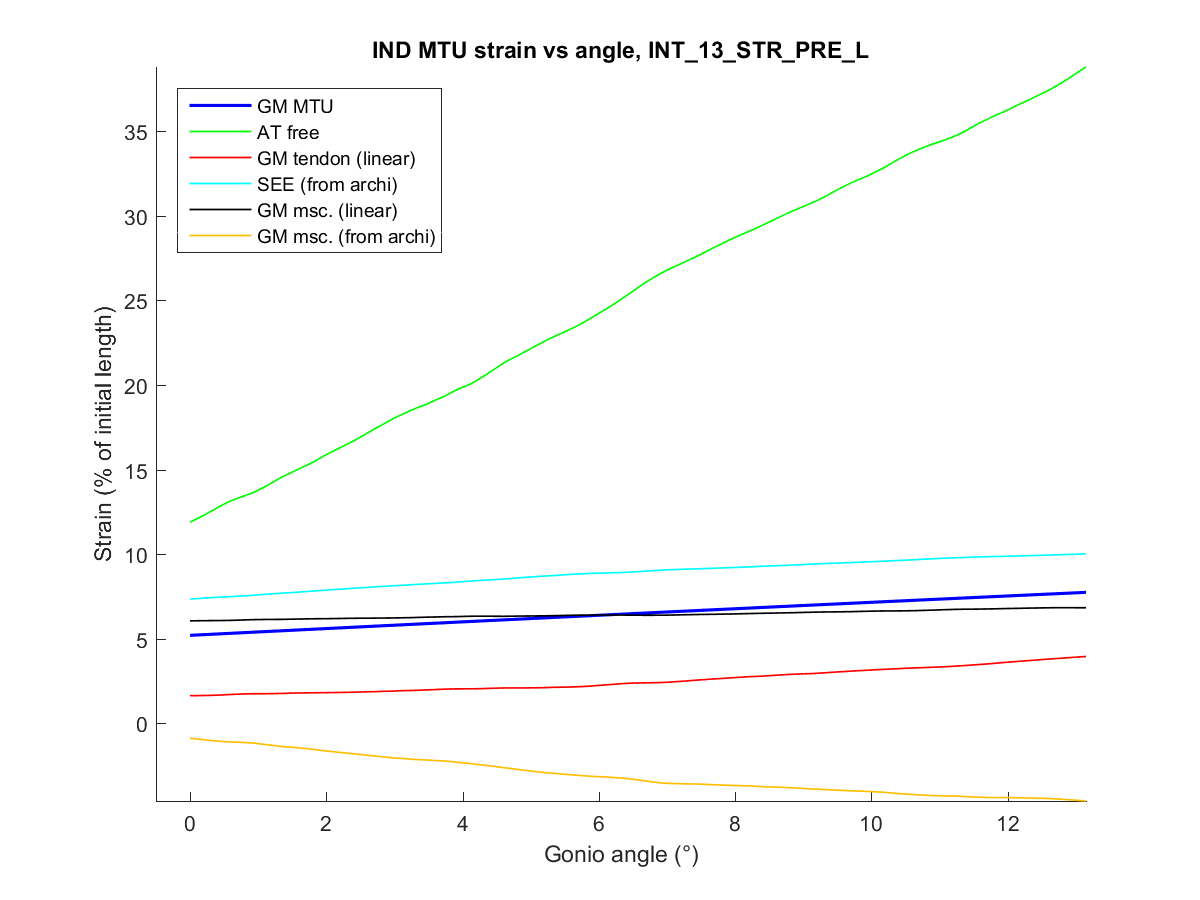 IND MTU strain vs angle, INT_13_STR_PRE_L
GM MTU
AT free
GM tendon (linear)
SEE (from archi)
GM msc. (linear)
GM msc. (from archi)
Strain (% of initial length)
35
30
25
20
15
10
5
0
0 2 4 6 8 10 12
Gonio angle (°)